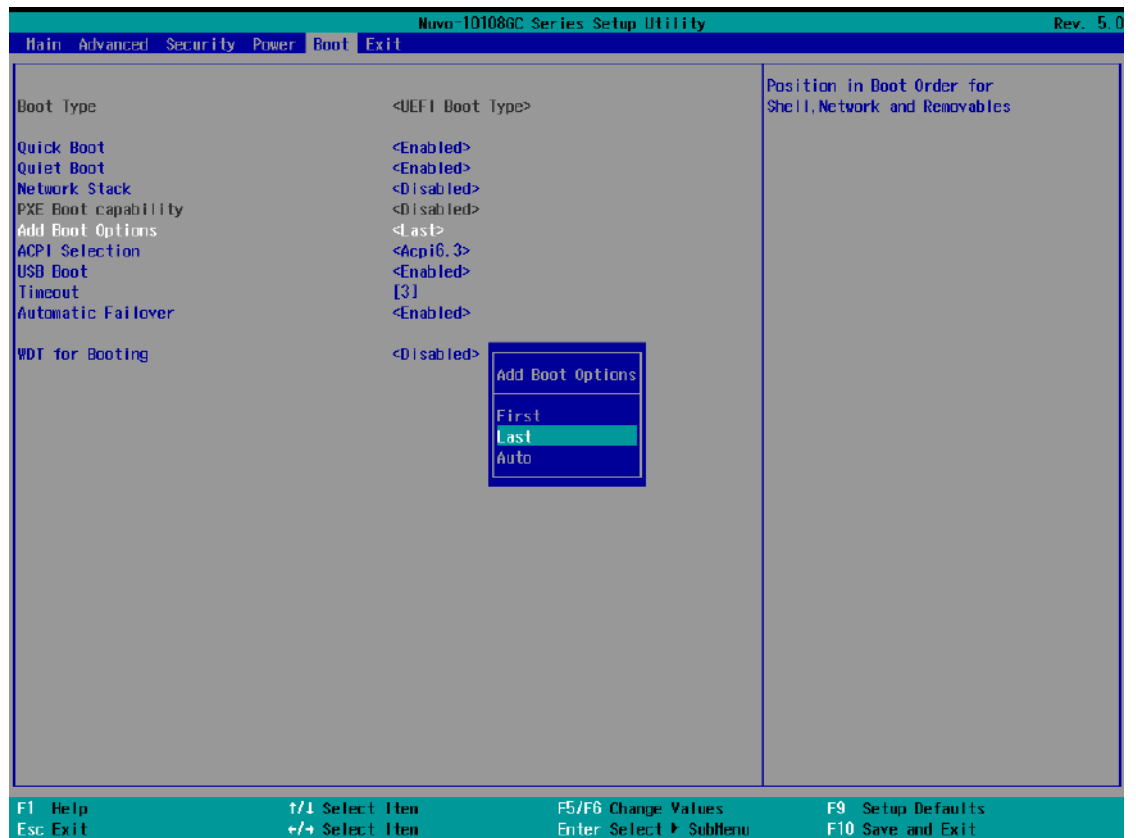 Nuvo-10108GC Series Setup Utility Rev. 5.0
Main Advanced Security Power Boot Exit
Boot Type <UEFI Boot Type>
Quick Boot <Enabled>
Quiet Boot <Enabled>
Network Stack <Disabled>
PXE Boot capability <Disabled>
Add Boot Options <Last>
ACPI Selection <Acpi6.3>
USB Boot <Enabled>
Timeout [3]
Automatic Failover <Enabled>
WDT for Booting <Disabled>
Add Boot Options
First
Last
Auto
Position in Boot Order for
Shell,Network and Removables
F1 Help ↑/↓ Select Item F5/F6 Change Values F9 Setup Defaults
Esc Exit ←/→ Select Item Enter Select ▶ SubMenu F10 Save and Exit